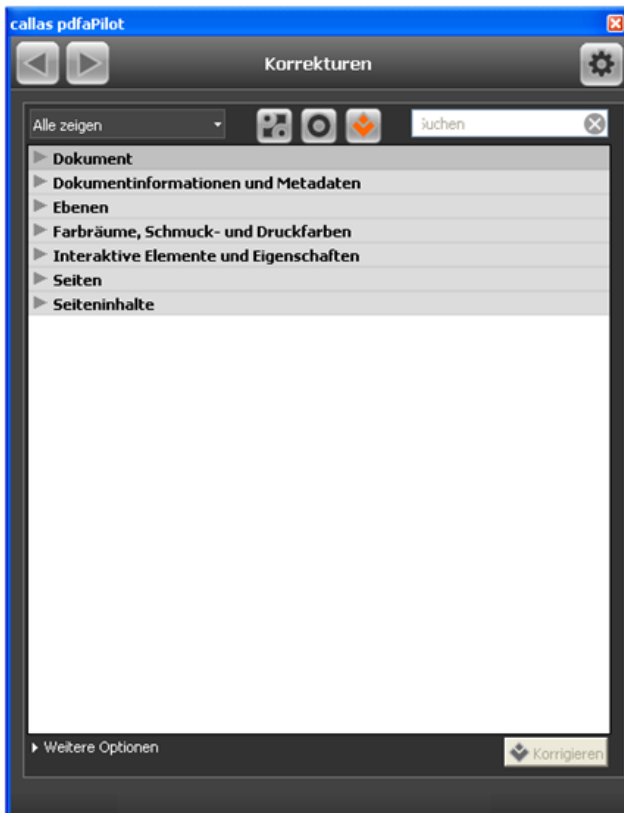 callas pdfaPilot
Korrekturen
Alle zeigen
Suchen
Dokument
Dokumentinformationen und Metadaten
Ebenen
Farbräume, Schmuck- und Druckfarben
Interaktive Elemente und Eigenschaften
Seiten
Seiteninhalte
Weitere Optionen
Korrigieren